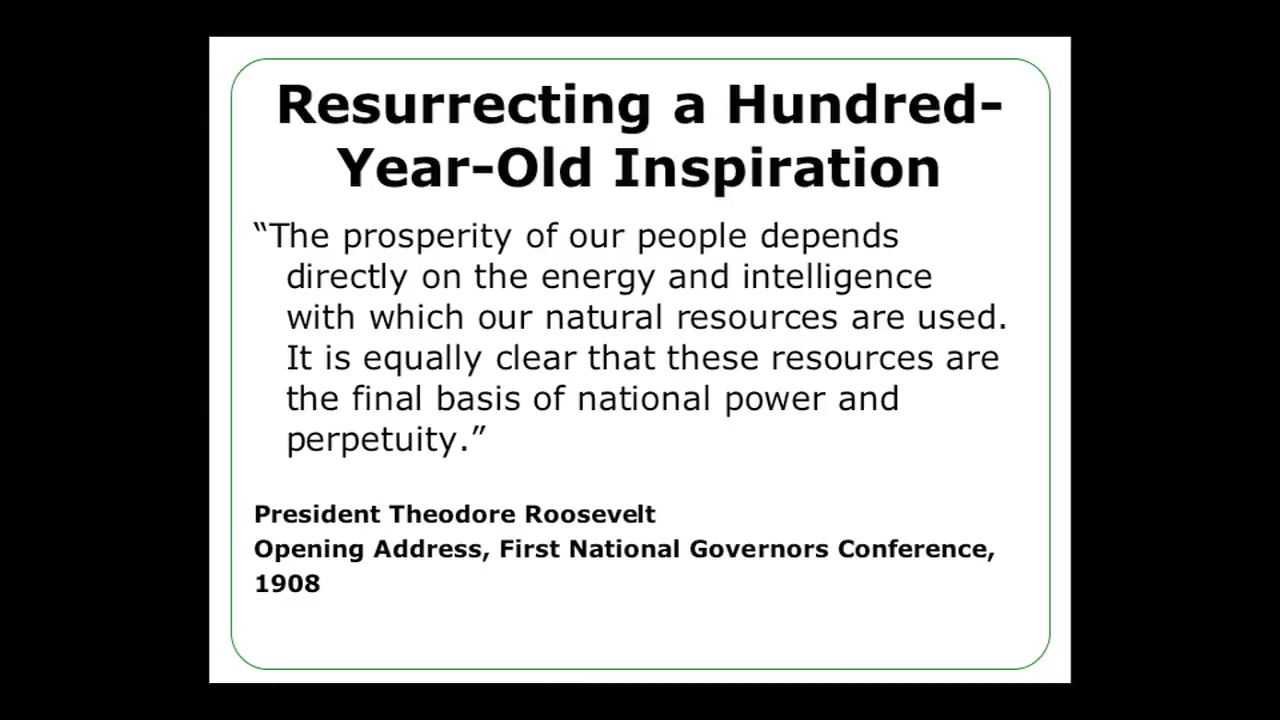 Resurrecting a Hundred-
Year-Old Inspiration
“The prosperity of our people depends
directly on the energy and intelligence
with which our natural resources are used.
It is equally clear that these resources are
the final basis of national power and
perpetuity.”
President Theodore Roosevelt
Opening Address, First National Governors Conference,
1908